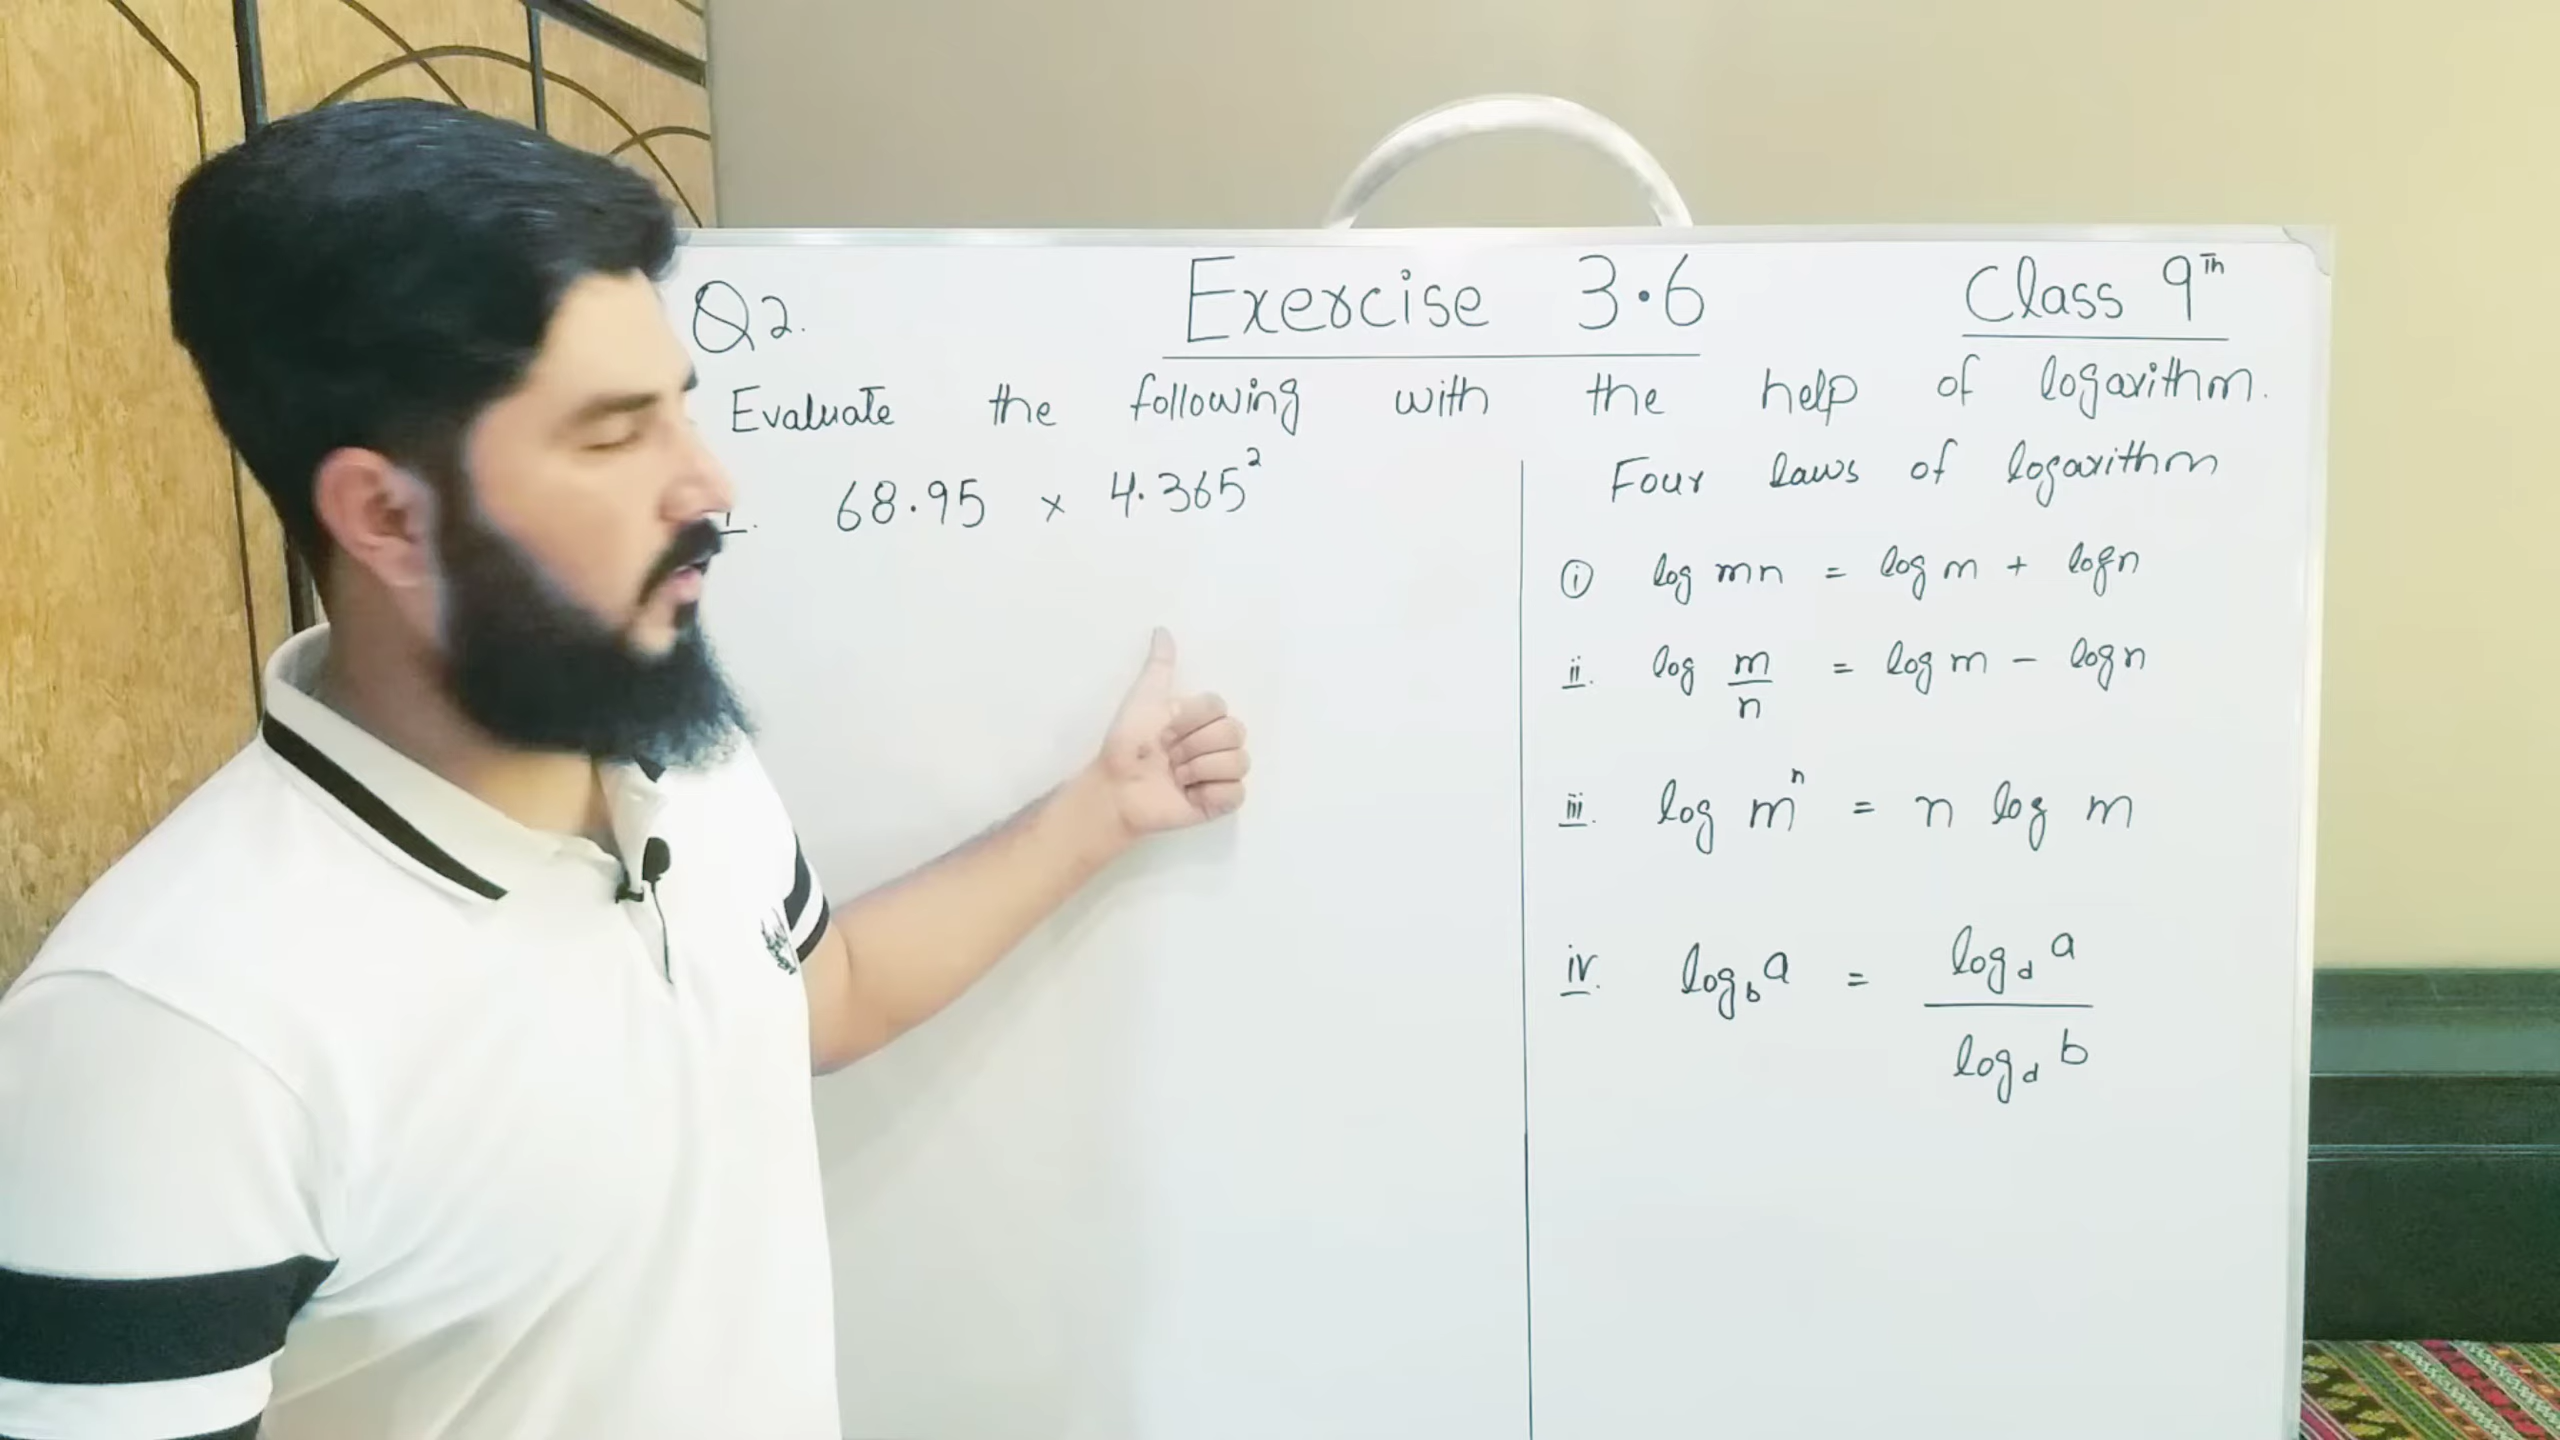 Q2. Exercise 3.6 Class 9Th
Evaluate the following with the help of logarithm.
i. 68.95 × 4.365²
Four laws of logarithm
(i) log mn = log m + log n
ii. log m/n = log m - log n
iii. log mⁿ = n log m
iv. log_b a = log_d a / log_d b